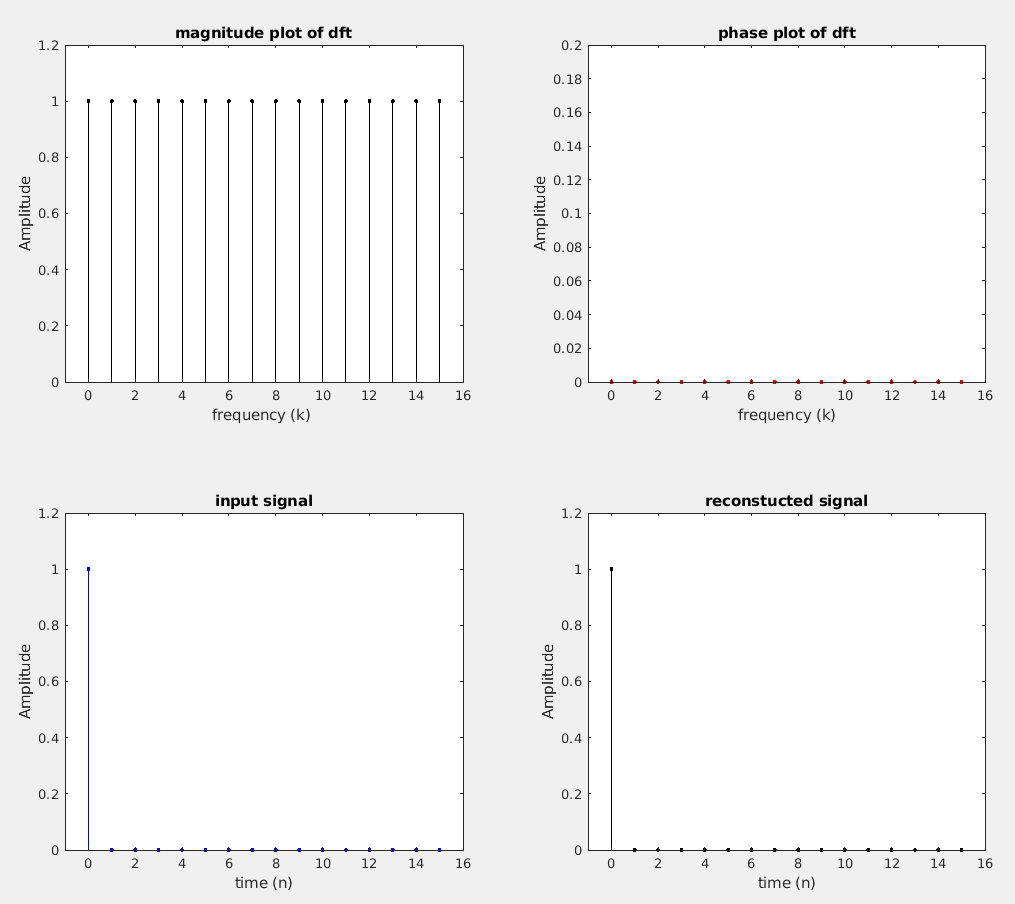 magnitude plot of dft
1.2
1
0.8
0.6
0.4
0.2
0
Amplitude
0 2 4 6 8 10 12 14 16
frequency (k)
phase plot of dft
0.2
0.18
0.16
0.14
0.12
0.1
0.08
0.06
0.04
0.02
0
Amplitude
0 2 4 6 8 10 12 14 16
frequency (k)
input signal
1.2
1
0.8
0.6
0.4
0.2
0
Amplitude
0 2 4 6 8 10 12 14 16
time (n)
reconstucted signal
1.2
1
0.8
0.6
0.4
0.2
0
Amplitude
0 2 4 6 8 10 12 14 16
time (n)